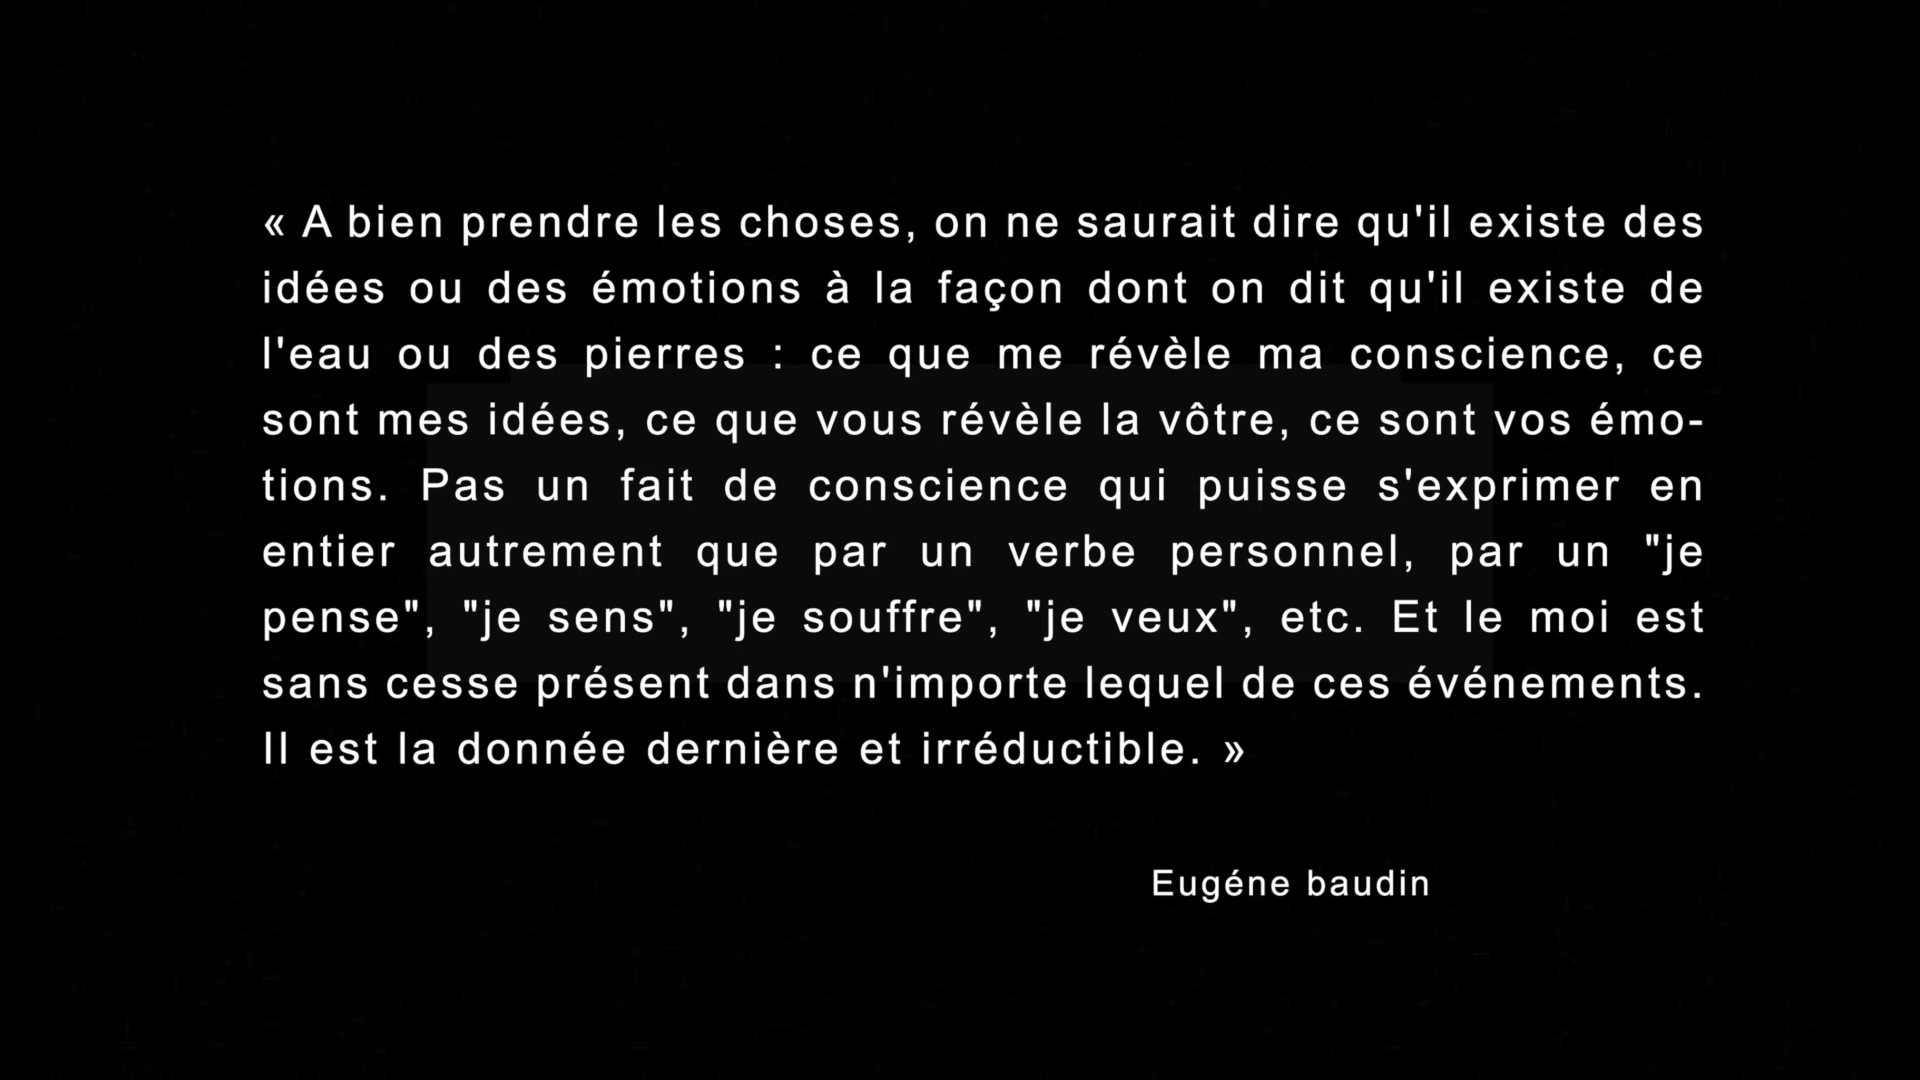 « A bien prendre les choses, on ne saurait dire qu'il existe des
idées ou des émotions à la façon dont on dit qu'il existe de
l'eau ou des pierres : ce que me révèle ma conscience, ce
sont mes idées, ce que vous révèle la vôtre, ce sont vos émo-
tions. Pas un fait de conscience qui puisse s'exprimer en
entier autrement que par un verbe personnel, par un "je
pense", "je sens", "je souffre", "je veux", etc. Et le moi est
sans cesse présent dans n'importe lequel de ces événements.
Il est la donnée dernière et irréductible. »
Eugéne baudin